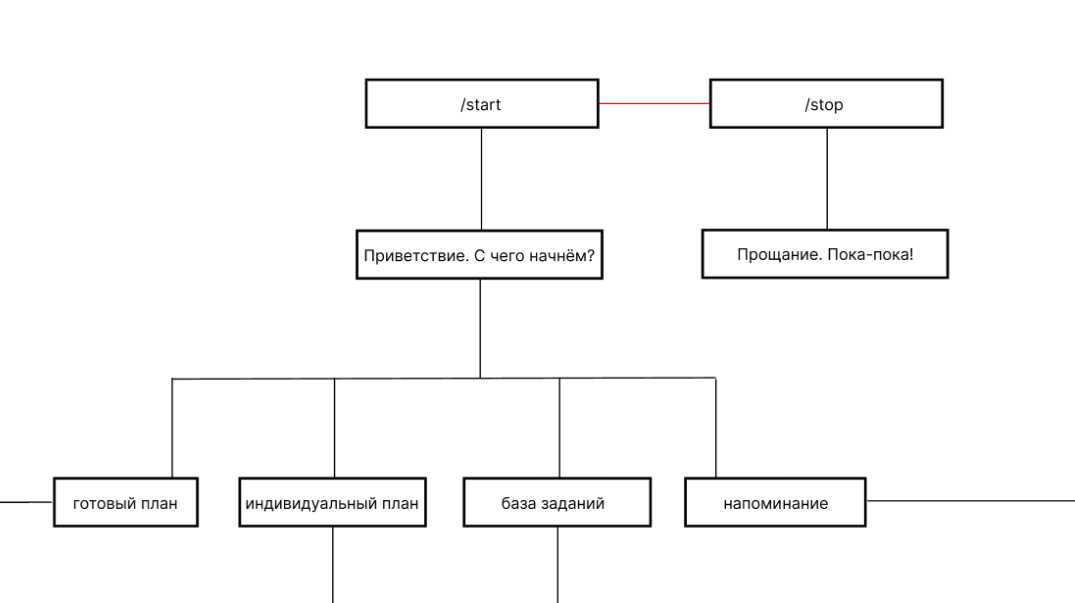 /start
/stop
Приветствие. С чего начнём?
Прощание. Пока-пока!
готовый план
индивидуальный план
база заданий
напоминание